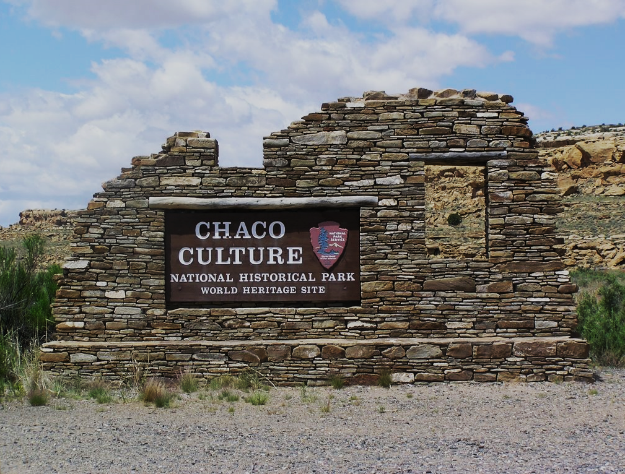 CHACO
CULTURE
NATIONAL HISTORICAL PARK
WORLD HERITAGE SITE